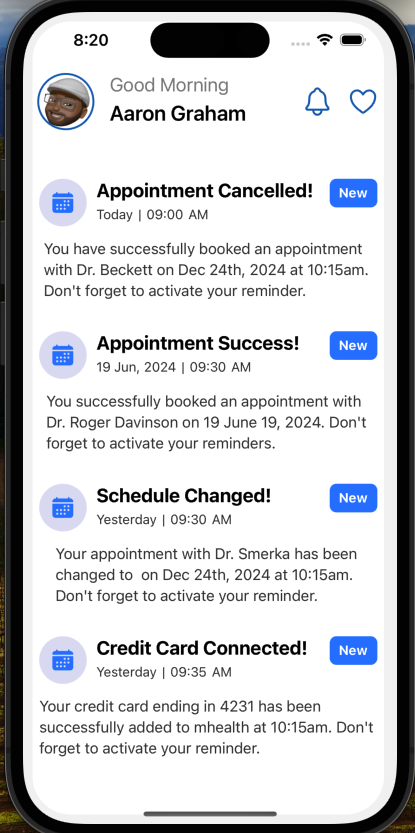 8:20
Good Morning
Aaron Graham
Appointment Cancelled!
New
Today | 09:00 AM
You have successfully booked an appointment
with Dr. Beckett on Dec 24th, 2024 at 10:15am.
Don't forget to activate your reminder.
Appointment Success!
New
19 Jun, 2024 | 09:30 AM
You successfully booked an appointment with
Dr. Roger Davinson on 19 June 19, 2024. Don't
forget to activate your reminders.
Schedule Changed!
New
Yesterday | 09:30 AM
Your appointment with Dr. Smerka has been
changed to  on Dec 24th, 2024 at 10:15am.
Don't forget to activate your reminder.
Credit Card Connected!
New
Yesterday | 09:35 AM
Your credit card ending in 4231 has been
successfully added to mhealth at 10:15am. Don't
forget to activate your reminder.